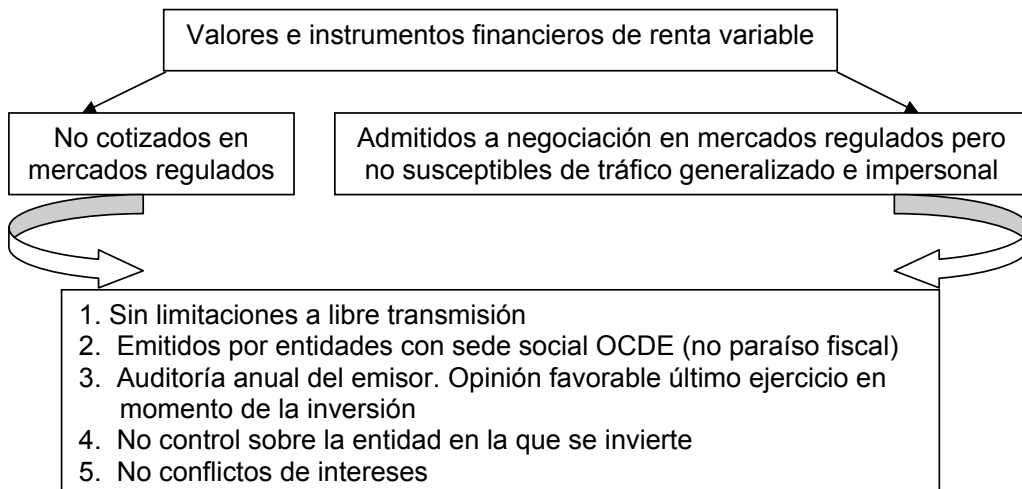 Valores e instrumentos financieros de renta variable
No cotizados en
mercados regulados
Admitidos a negociación en mercados regulados pero
no susceptibles de tráfico generalizado e impersonal
1. Sin limitaciones a libre transmisión
2. Emitidos por entidades con sede social OCDE (no paraíso fiscal)
3. Auditoría anual del emisor. Opinión favorable último ejercicio en
momento de la inversión
4. No control sobre la entidad en la que se invierte
5. No conflictos de intereses